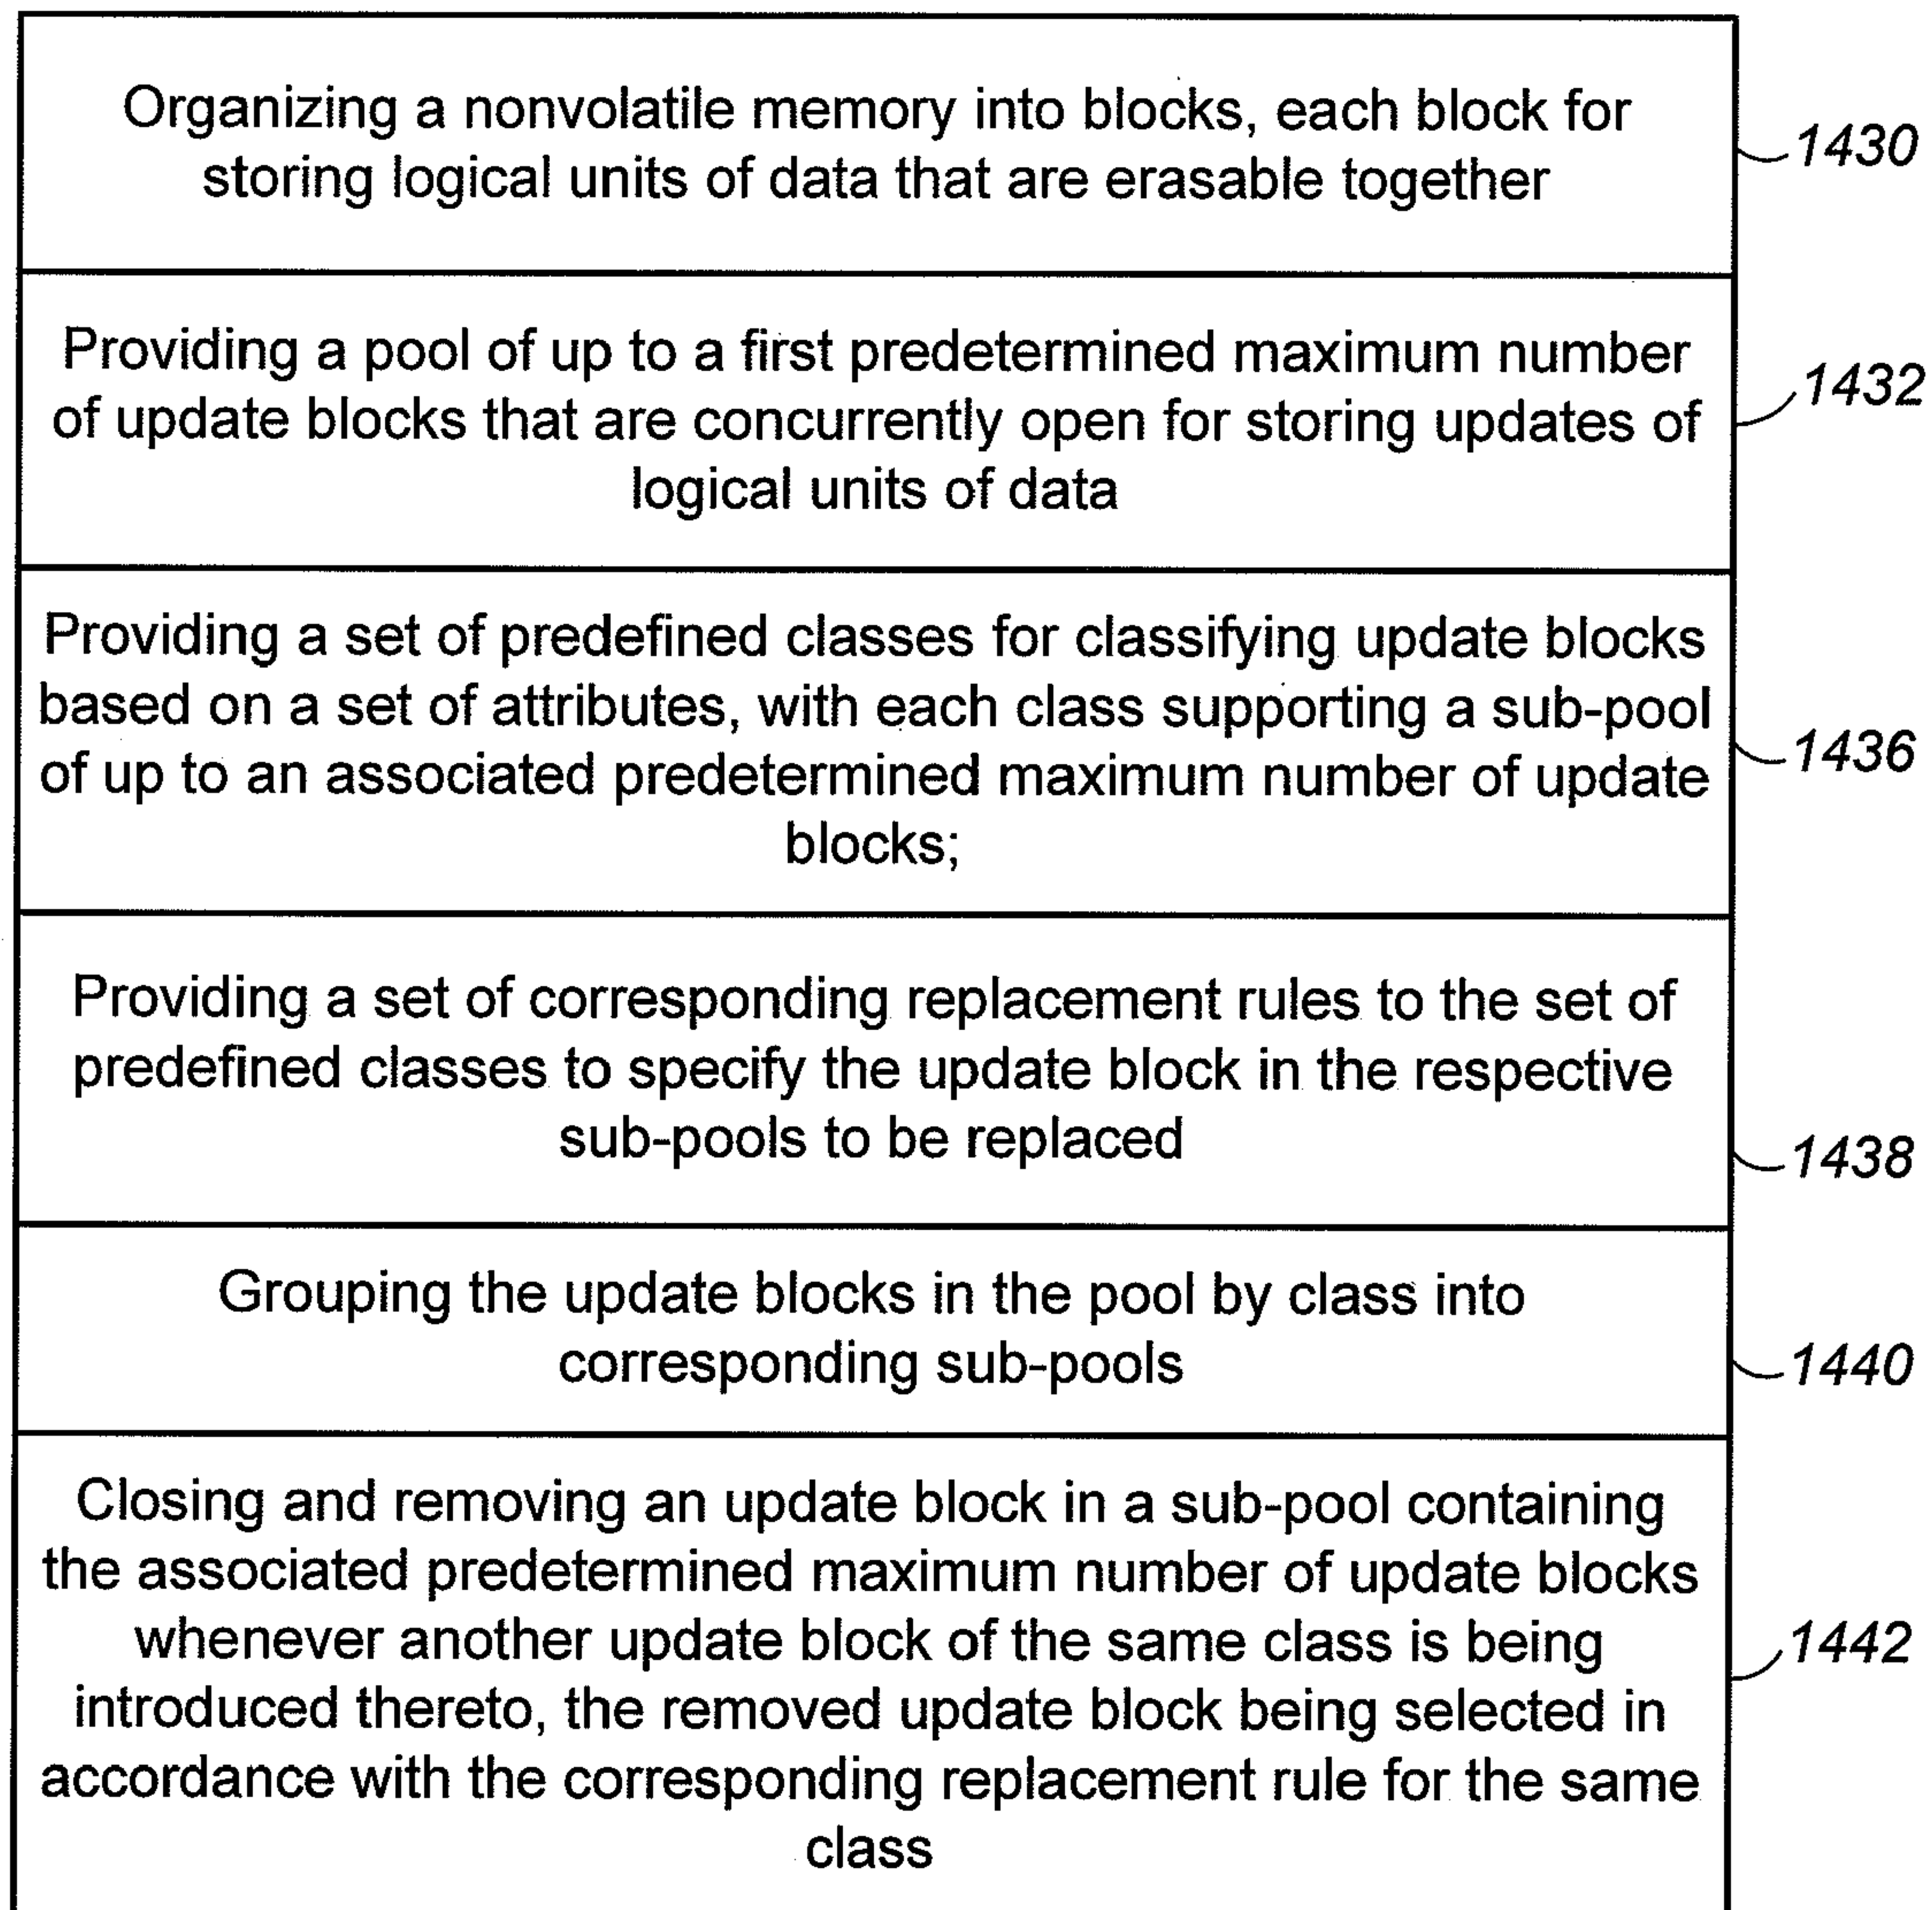 Organizing a nonvolatile memory into blocks, each block for
storing logical units of data that are erasable together
1430
Providing a pool of up to a first predetermined maximum number
of update blocks that are concurrently open for storing updates of
logical units of data
1432
Providing a set of predefined classes for classifying update blocks
based on a set of attributes, with each class supporting a sub-pool
of up to an associated predetermined maximum number of update
blocks;
1436
Providing a set of corresponding replacement rules to the set of
predefined classes to specify the update block in the respective
sub-pools to be replaced
1438
Grouping the update blocks in the pool by class into
corresponding sub-pools
1440
Closing and removing an update block in a sub-pool containing
the associated predetermined maximum number of update blocks
whenever another update block of the same class is being
introduced thereto, the removed update block being selected in
accordance with the corresponding replacement rule for the same
class
1442